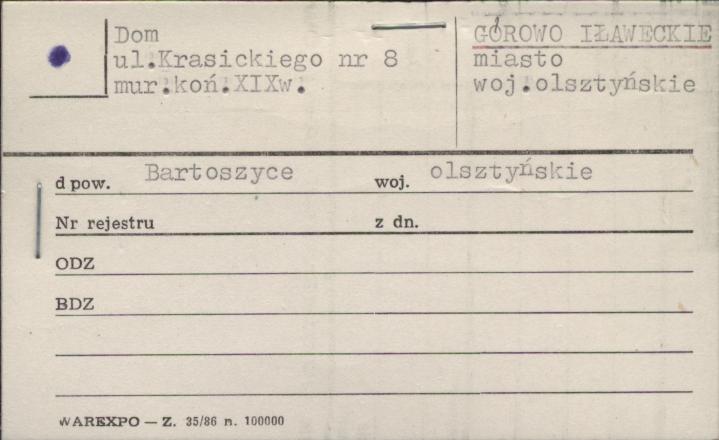 Dom
ul.Krasickiego nr 8
mur.koń.XIXw.
GÓROWO IŁAWECKIE
miasto
woj.olsztyńskie
d pow. Bartoszyce woj. olsztyńskie
Nr rejestru z dn.
ODZ
BDZ
WAREXPO — Z. 35/86 n. 100000